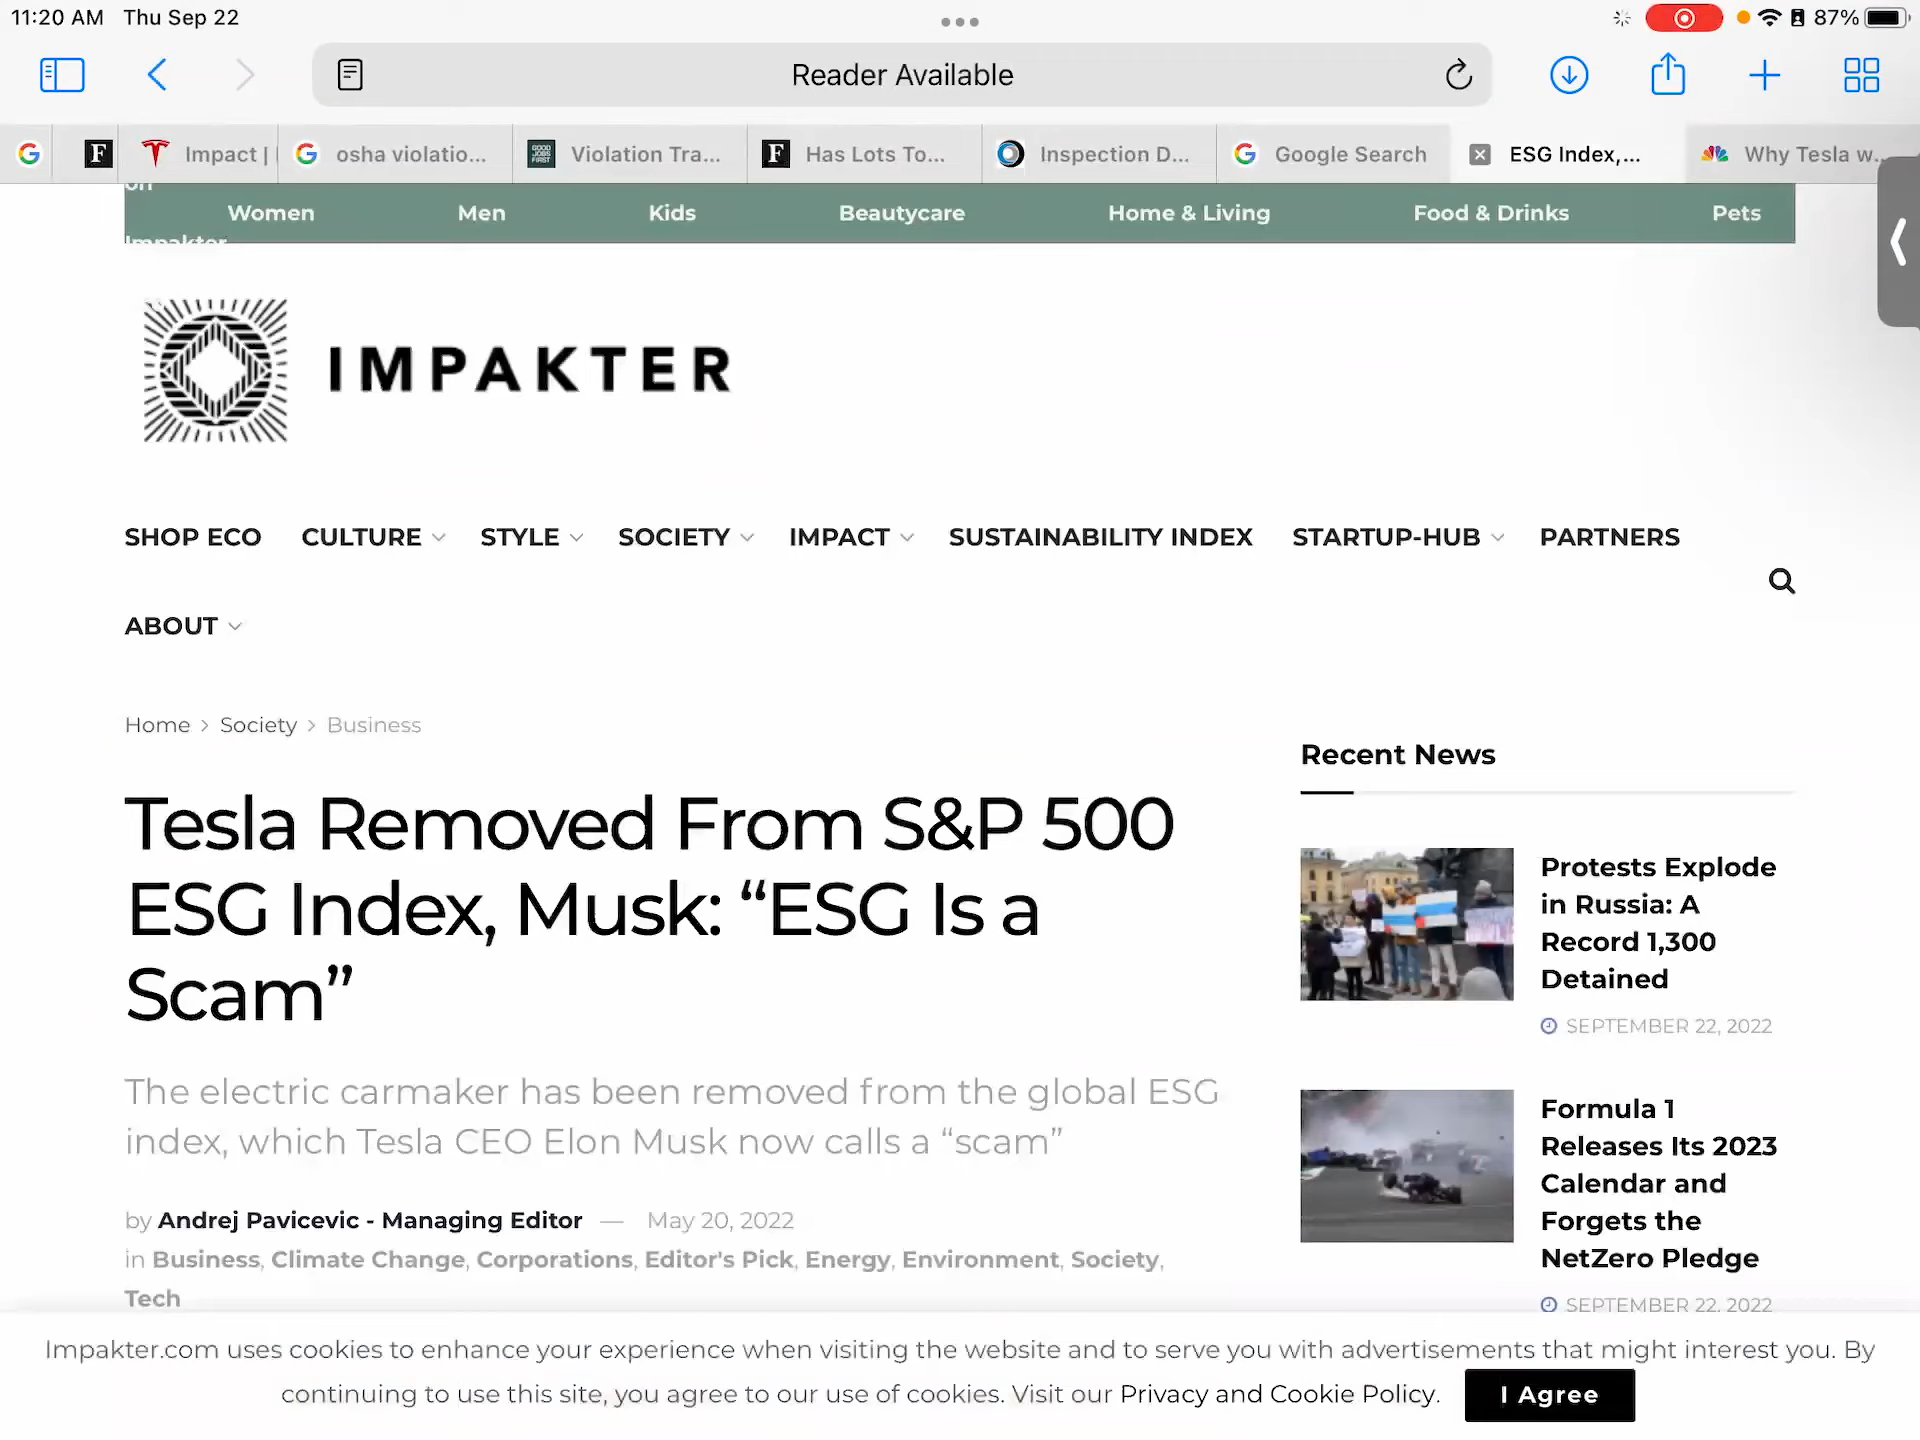 11:20 AM Thu Sep 22
87%
Reader Available
Impact |
osha violatio...
Violation Tra...
Has Lots To...
Inspection D...
Google Search
ESG Index,...
Why Tesla w...
on
Impakter
Women Men Kids Beautycare Home & Living Food & Drinks Pets
IMPAKTER
SHOP ECO CULTURE STYLE SOCIETY IMPACT SUSTAINABILITY INDEX STARTUP-HUB PARTNERS
ABOUT
Home > Society > Business
Tesla Removed From S&P 500
ESG Index, Musk: “ESG Is a
Scam”
The electric carmaker has been removed from the global ESG
index, which Tesla CEO Elon Musk now calls a “scam”
by Andrej Pavicevic - Managing Editor — May 20, 2022
in Business, Climate Change, Corporations, Editor's Pick, Energy, Environment, Society,
Tech
Recent News
Protests Explode
in Russia: A
Record 1,300
Detained
SEPTEMBER 22, 2022
Formula 1
Releases Its 2023
Calendar and
Forgets the
NetZero Pledge
SEPTEMBER 22, 2022
Impakter.com uses cookies to enhance your experience when visiting the website and to serve you with advertisements that might interest you. By
continuing to use this site, you agree to our use of cookies. Visit our Privacy and Cookie Policy.
I Agree